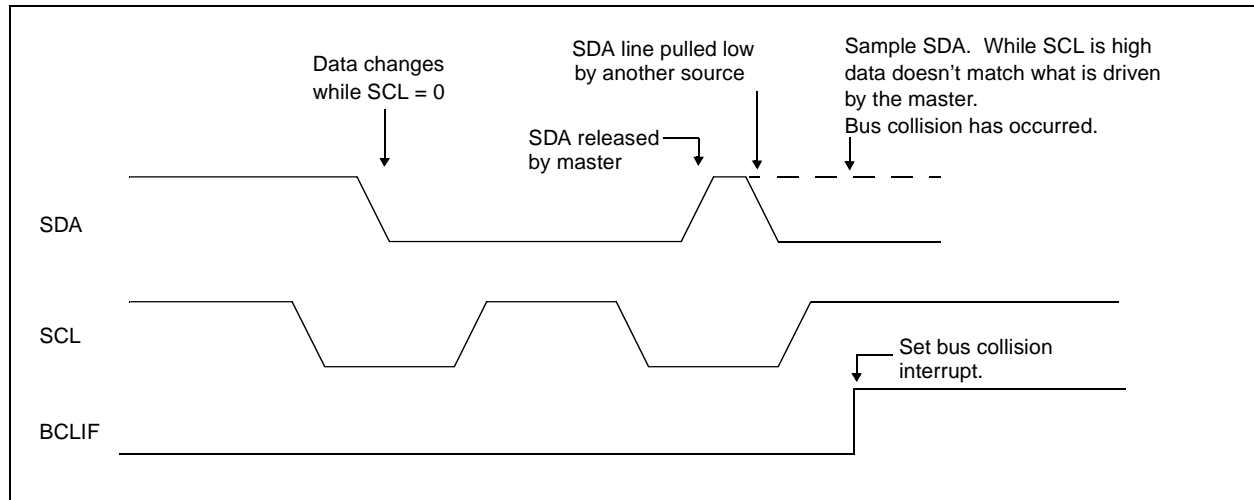 Data changes
while SCL = 0
SDA line pulled low
by another source
Sample SDA.  While SCL is high
data doesn’t match what is driven
by the master.
Bus collision has occurred.
SDA released
by master
SDA
SCL
Set bus collision
interrupt.
BCLIF